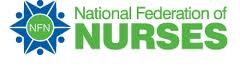 NFN
National Federation of
NURSES